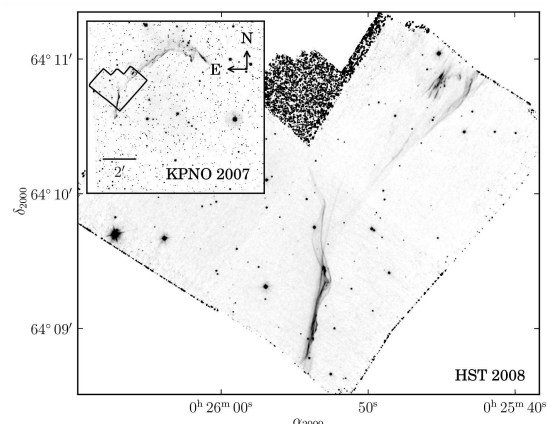 64° 11′
64° 10′
64° 09′
δ2000
N
E
2′
KPNO 2007
HST 2008
0h 26m 00s
50s
0h 25m 40s
α2000